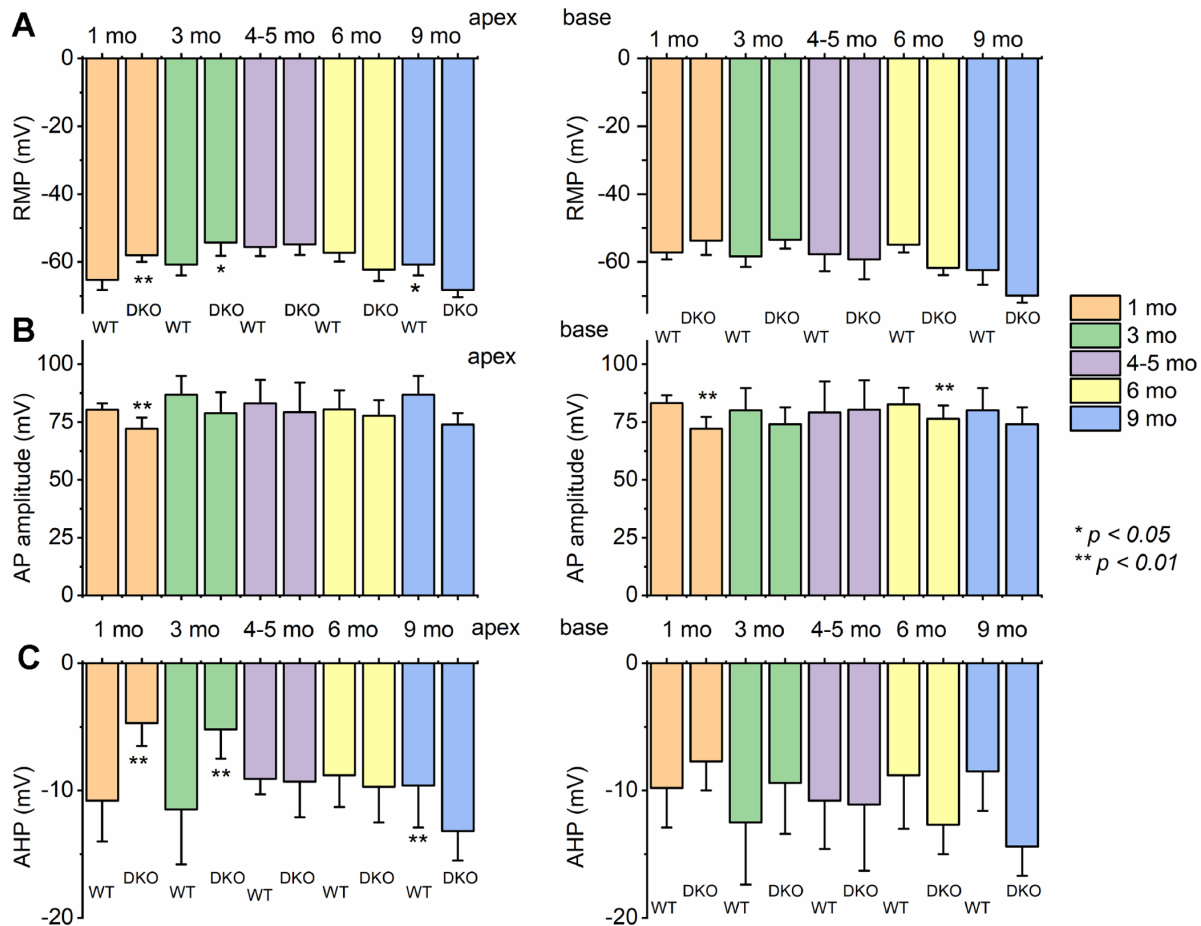 A
apex
base
1 mo 3 mo 4-5 mo 6 mo 9 mo
1 mo 3 mo 4-5 mo 6 mo 9 mo
RMP (mV)
0
-20
-40
-60
** * *
WT DKO WT DKO WT DKO WT DKO WT DKO
RMP (mV)
0
-20
-40
-60
WT DKO WT DKO WT DKO WT DKO WT DKO
1 mo
3 mo
4-5 mo
6 mo
9 mo
B
apex
base
AP amplitude (mV)
100
75
50
25
0
**
AP amplitude (mV)
100
75
50
25
0
** **
* p < 0.05
** p < 0.01
C
1 mo 3 mo 4-5 mo 6 mo 9 mo
apex
base
1 mo 3 mo 4-5 mo 6 mo 9 mo
AHP (mV)
0
-10
-20
** ** **
WT DKO WT DKO WT DKO WT DKO WT DKO
AHP (mV)
0
-10
-20
WT DKO WT DKO WT DKO WT DKO WT DKO